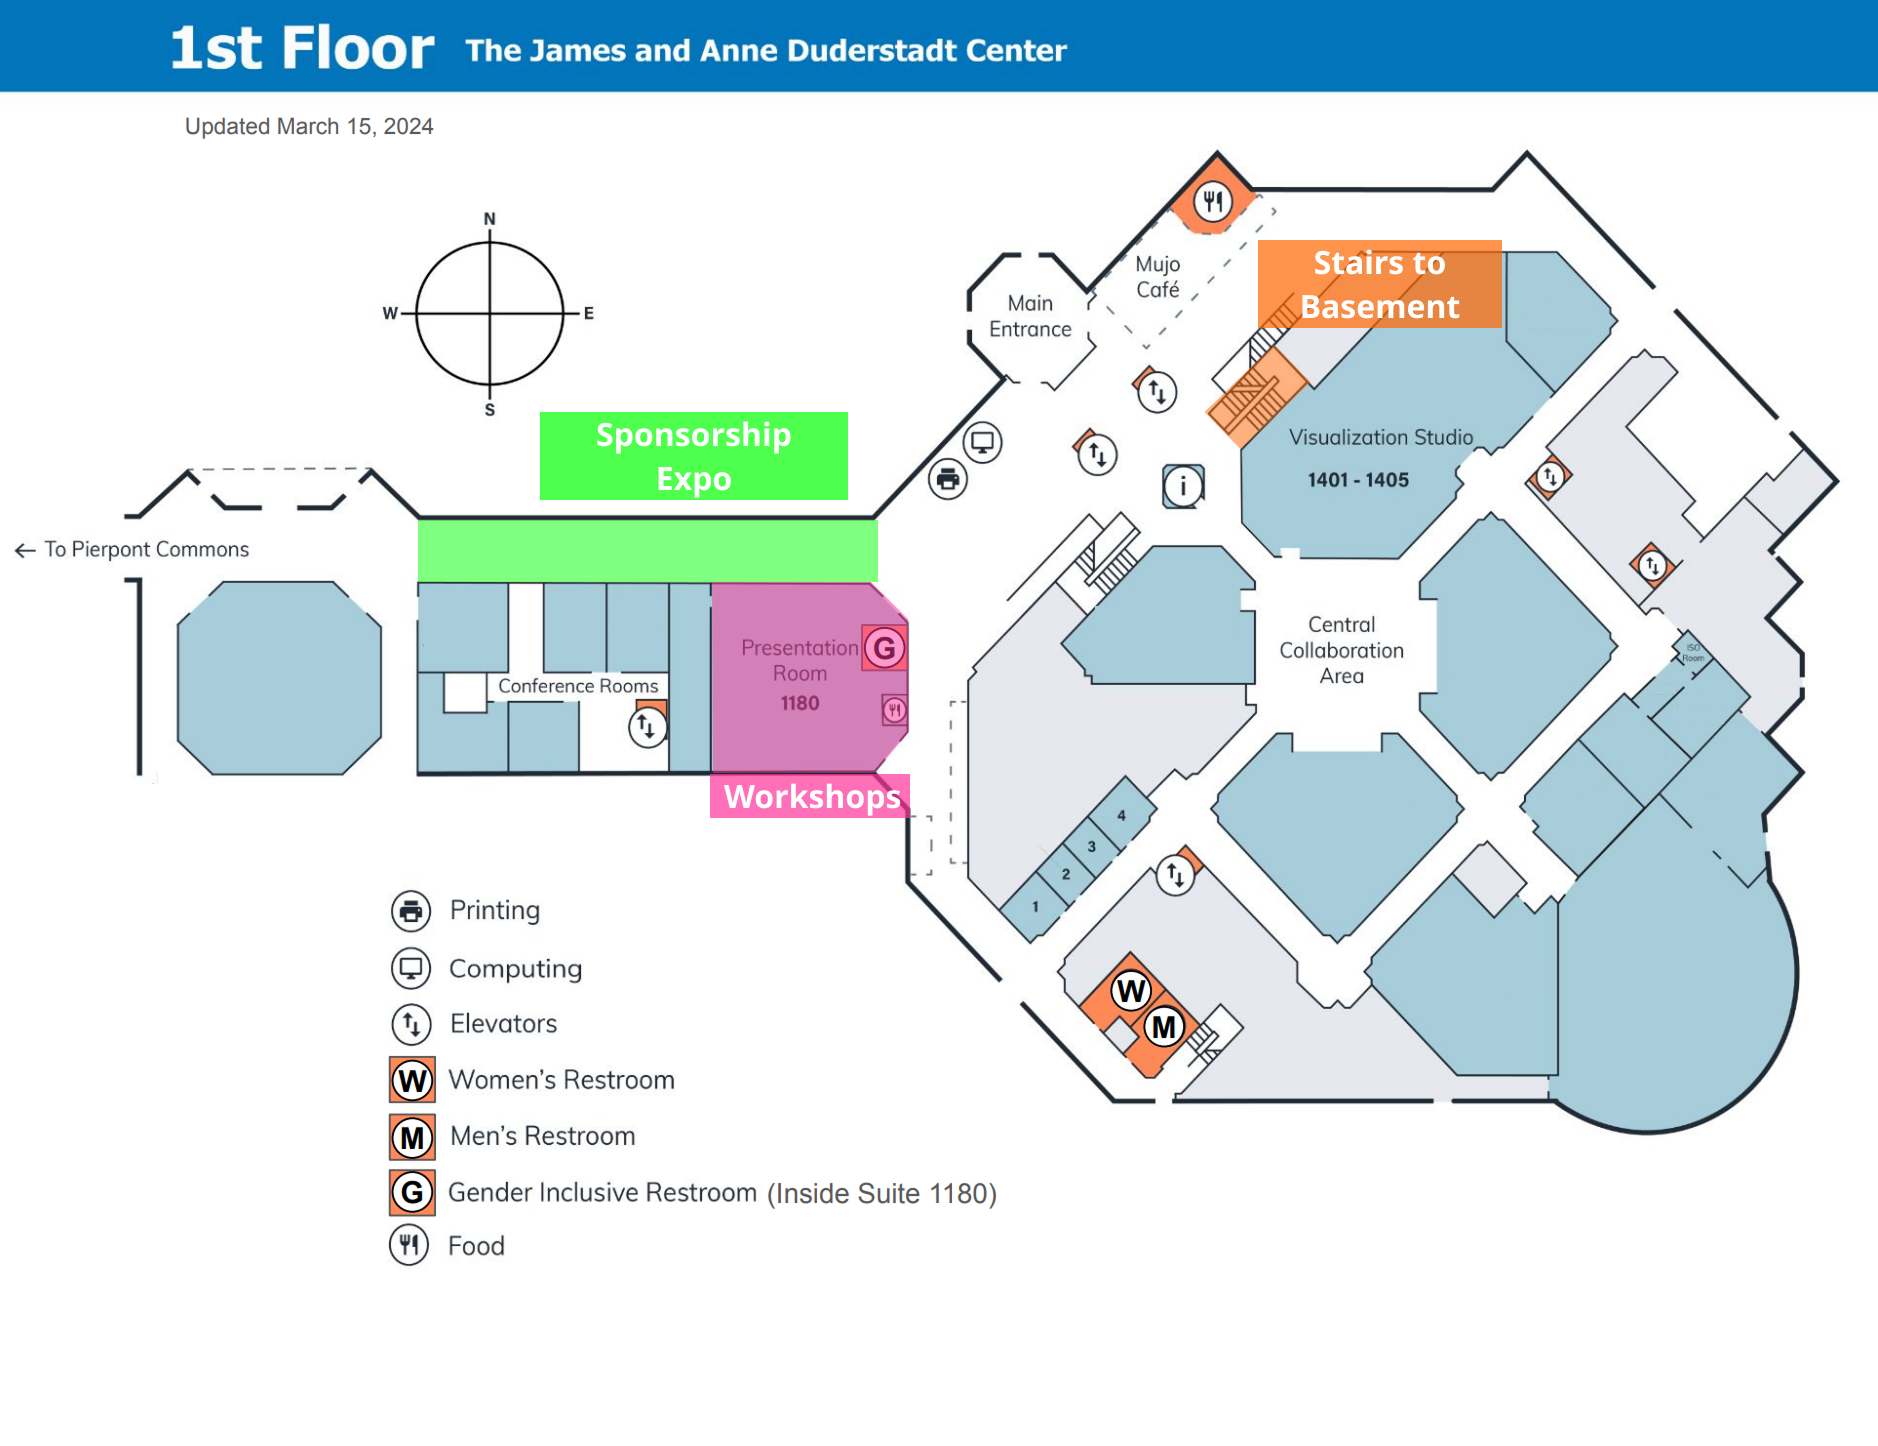 1st Floor The James and Anne Duderstadt Center
Updated March 15, 2024
N
W
E
S
Mujo
Café
Main
Entrance
Stairs to
Basement
Sponsorship
Expo
Visualization Studio
1401 - 1405
i
← To Pierpont Commons
Presentation
Room
1180
G
Conference Rooms
Central
Collaboration
Area
ISO
Room
Workshops
4
3
2
1
W
M
Printing
Computing
Elevators
W Women's Restroom
M Men's Restroom
G Gender Inclusive Restroom (Inside Suite 1180)
Food